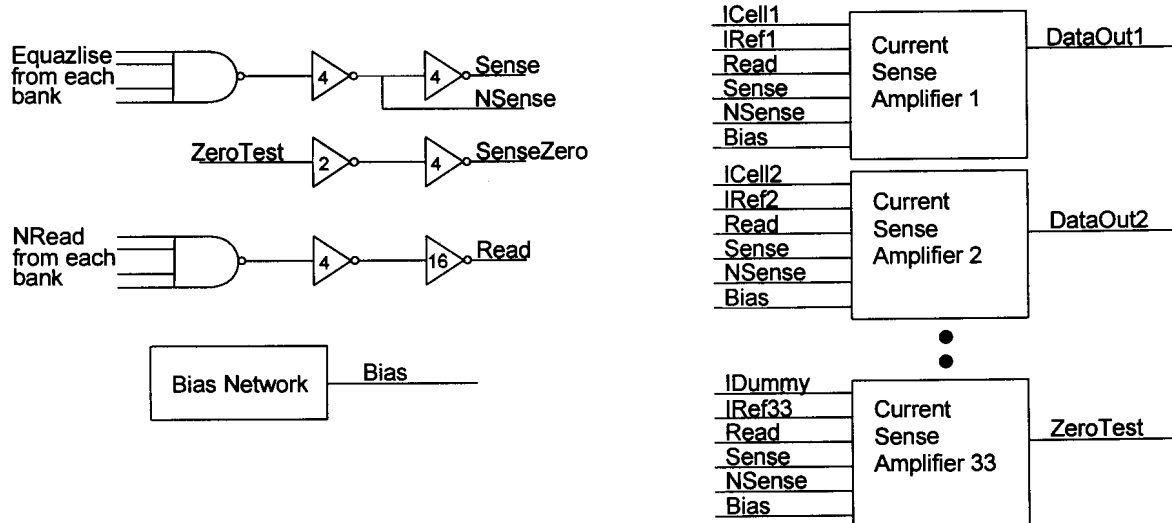 Equazlise
from each
bank
4
4
Sense
NSense
ZeroTest
2
4
SenseZero
NRead
from each
bank
4
16
Read
Bias Network
Bias
ICell1
IRef1
Read
Sense
NSense
Bias
Current
Sense
Amplifier 1
DataOut1
ICell2
IRef2
Read
Sense
NSense
Bias
Current
Sense
Amplifier 2
DataOut2
IDummy
IRef33
Read
Sense
NSense
Bias
Current
Sense
Amplifier 33
ZeroTest